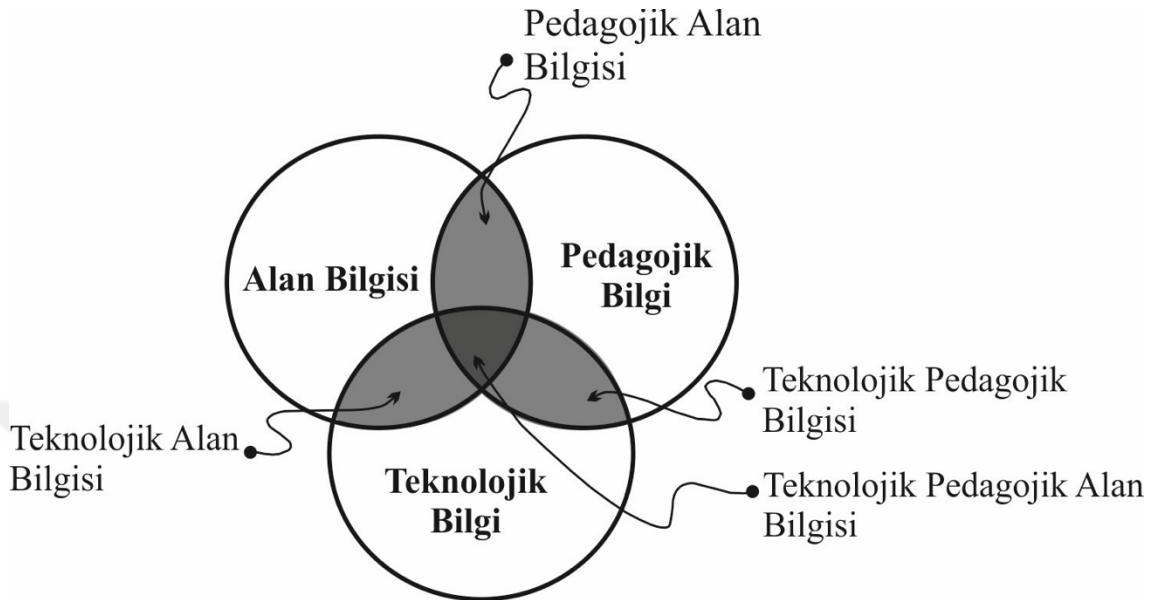 Pedagojik Alan
Bilgisi
Alan Bilgisi
Pedagojik
Bilgi
Teknolojik Pedagojik
Bilgisi
Teknolojik Alan
Bilgisi
Teknolojik
Bilgi
Teknolojik Pedagojik Alan
Bilgisi